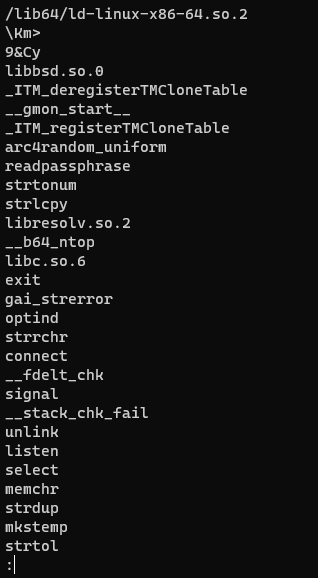 /lib64/ld-linux-x86-64.so.2
\Km>
9&Cy
libbsd.so.0
_ITM_deregisterTMCloneTable
__gmon_start__
_ITM_registerTMCloneTable
arc4random_uniform
readpassphrase
strtonum
strlcpy
libresolv.so.2
__b64_ntop
libc.so.6
exit
gai_strerror
optind
strrchr
connect
__fdelt_chk
signal
__stack_chk_fail
unlink
listen
select
memchr
strdup
mkstemp
strtol
: